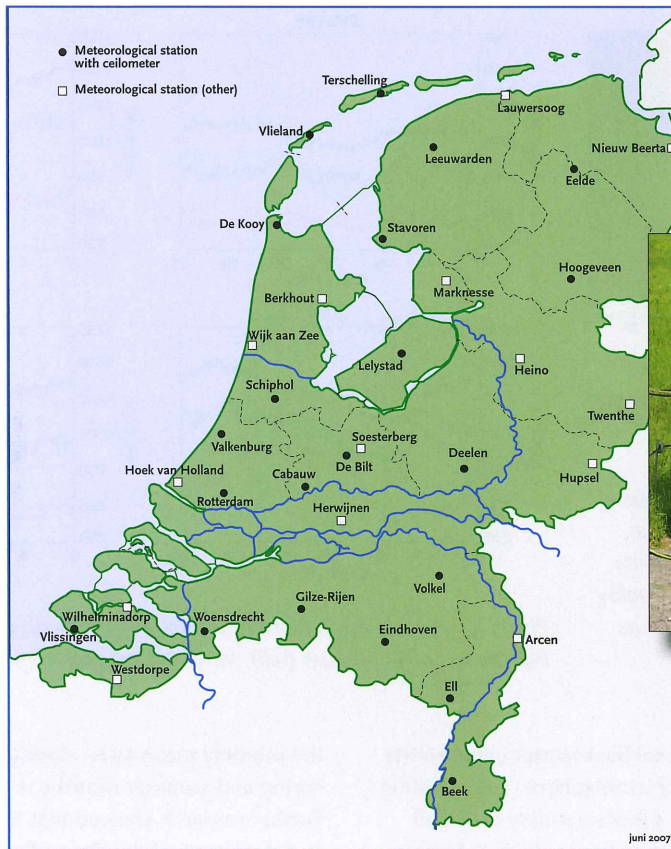 Meteorological station
with ceilometer
Meteorological station (other)
Terschelling
Lauwersoog
Vlieland
Leeuwarden
Nieuw Beerta
Eelde
De Kooy
Stavoren
Hoogeveen
Marknesse
Berkhout
Wijk aan Zee
Lelystad
Heino
Schiphol
Twenthe
Valkenburg
Soesterberg
De Bilt
Deelen
Hoek van Holland
Cabauw
Hupsel
Rotterdam
Herwijnen
Volkel
Gilze-Rijen
Wilhelminadorp
Vlissingen
Woensdrecht
Eindhoven
Arcen
Westdorpe
Ell
Beek
juni 2007